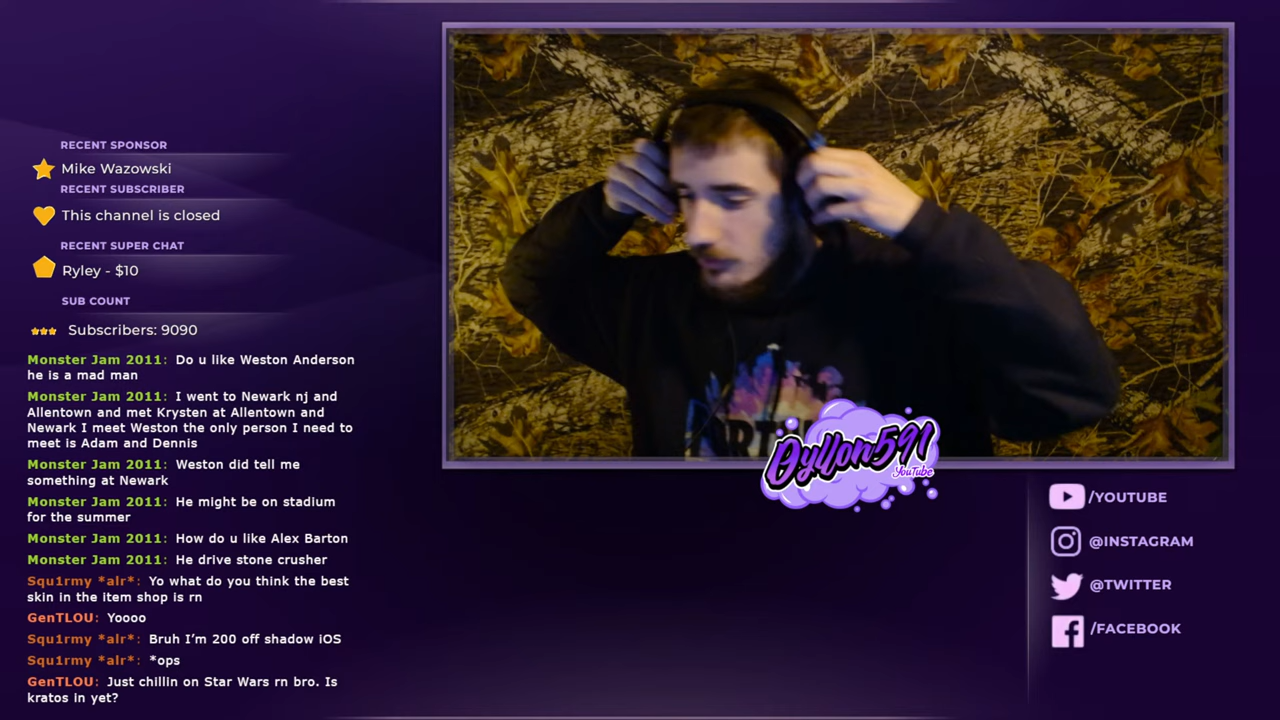 RECENT SPONSOR
Mike Wazowski
RECENT SUBSCRIBER
This channel is closed
RECENT SUPER CHAT
Ryley - $10
SUB COUNT
Subscribers: 9090
Monster Jam 2011: Do u like Weston Anderson
he is a mad man
Monster Jam 2011: I went to Newark nj and
Allentown and met Krysten at Allentown and
Newark I meet Weston the only person I need to
meet is Adam and Dennis
Monster Jam 2011: Weston did tell me
something at Newark
Monster Jam 2011: He might be on stadium
for the summer
Monster Jam 2011: How do u like Alex Barton
Monster Jam 2011: He drive stone crusher
Squ1rmy *alr*: Yo what do you think the best
skin in the item shop is rn
GenTLOU: Yoooo
Squ1rmy *alr*: Bruh I’m 200 off shadow iOS
Squ1rmy *alr*: *ops
GenTLOU: Just chillin on Star Wars rn bro. Is
kratos in yet?
Dyllon591
YouTube
/YOUTUBE
@INSTAGRAM
@TWITTER
/FACEBOOK